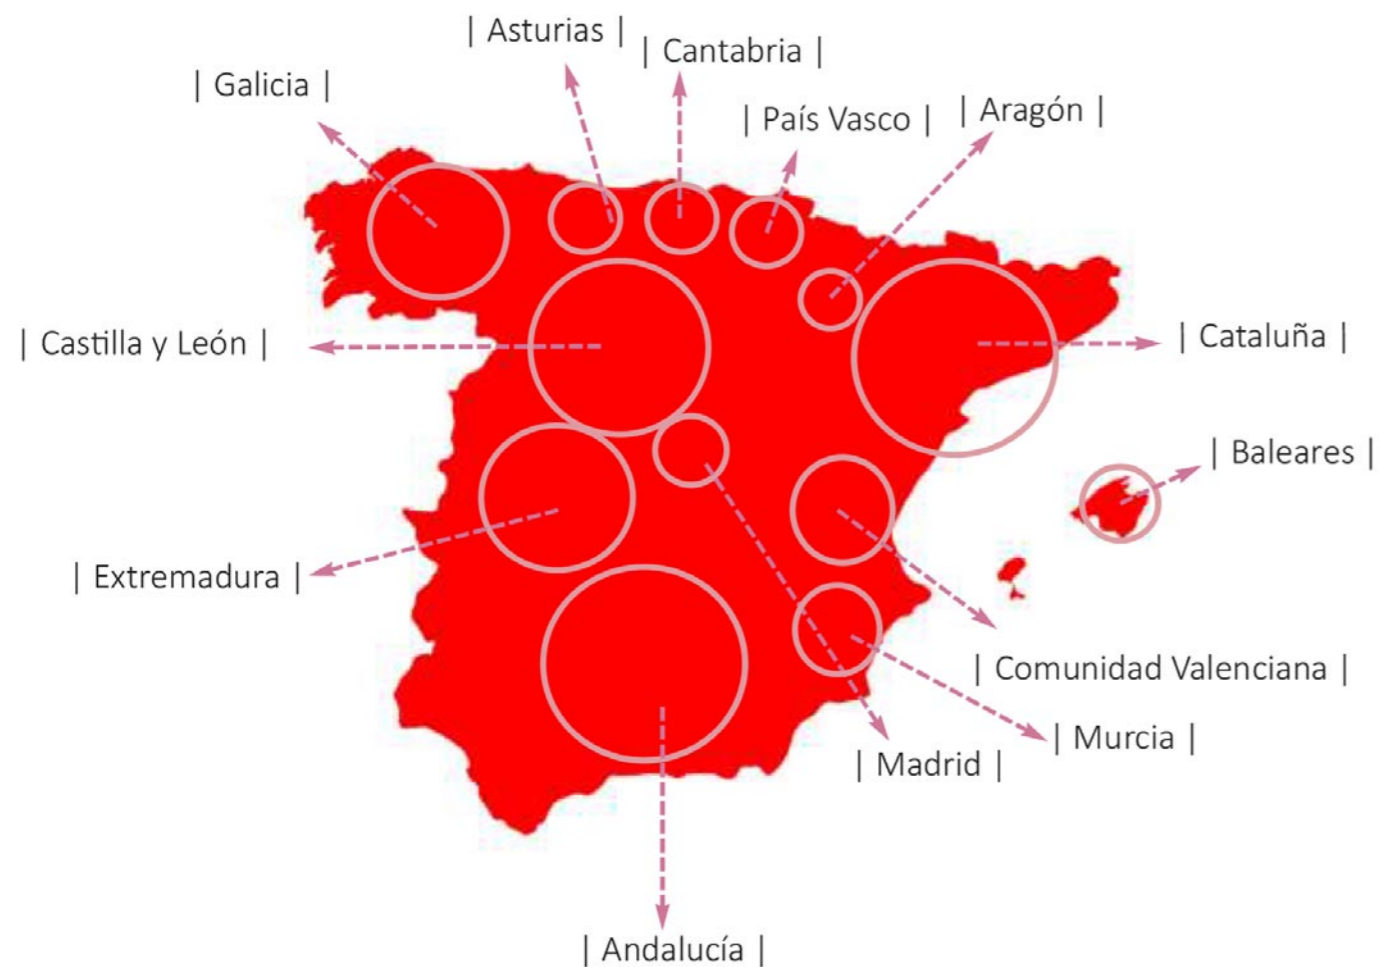 | Asturias |
| Cantabria |
| Galicia |
| País Vasco |
| Aragón |
| Castilla y León |
| Cataluña |
| Baleares |
| Extremadura |
| Comunidad Valenciana |
| Murcia |
| Madrid |
| Andalucía |